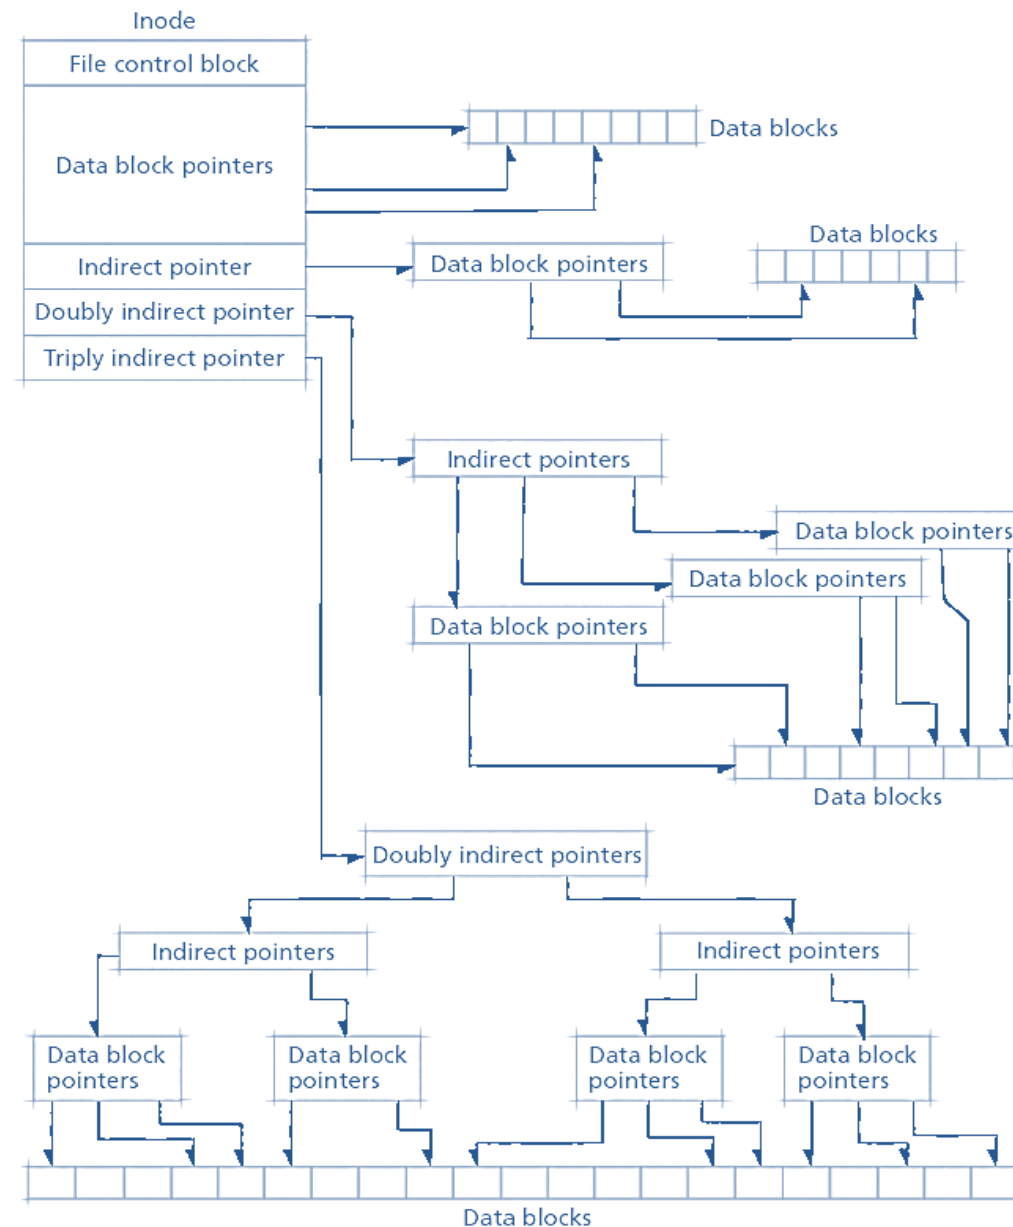 Inode
File control block
Data block pointers
Data blocks
Data blocks
Indirect pointer
Data block pointers
Doubly indirect pointer
Triply indirect pointer
Indirect pointers
Data block pointers
Data block pointers
Data block pointers
Data blocks
Doubly indirect pointers
Indirect pointers
Indirect pointers
Data block
pointers
Data block
pointers
Data block
pointers
Data block
pointers
Data blocks